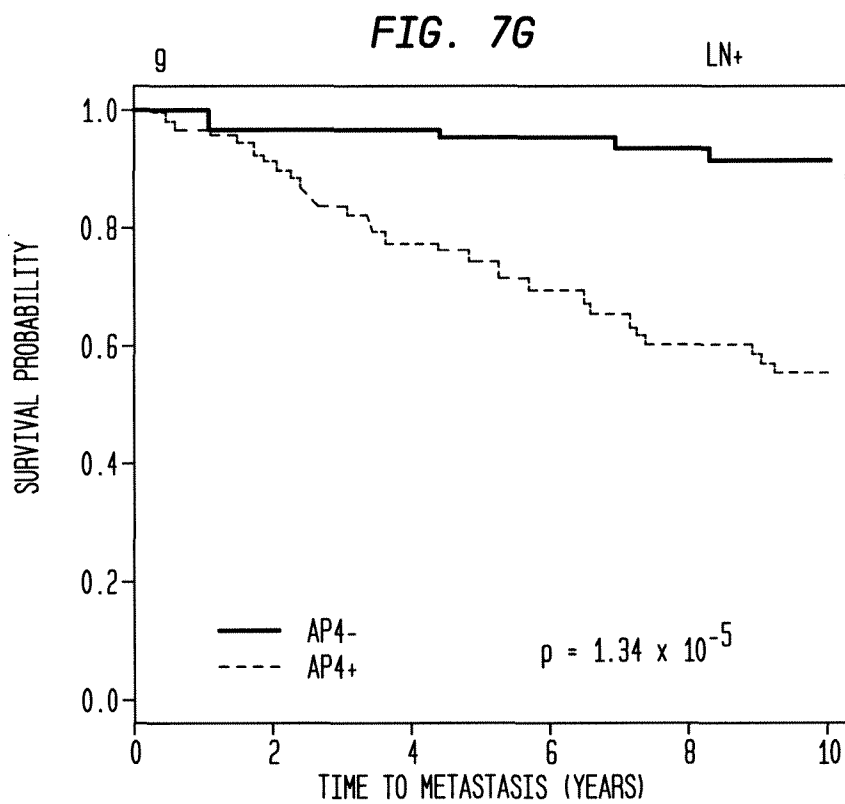 FIG. 7G
g
LN+
SURVIVAL PROBABILITY
1.0
0.8
0.6
0.4
0.2
0.0
AP4-
AP4+
p = 1.34 x 10^-5
0 2 4 6 8 10
TIME TO METASTASIS (YEARS)